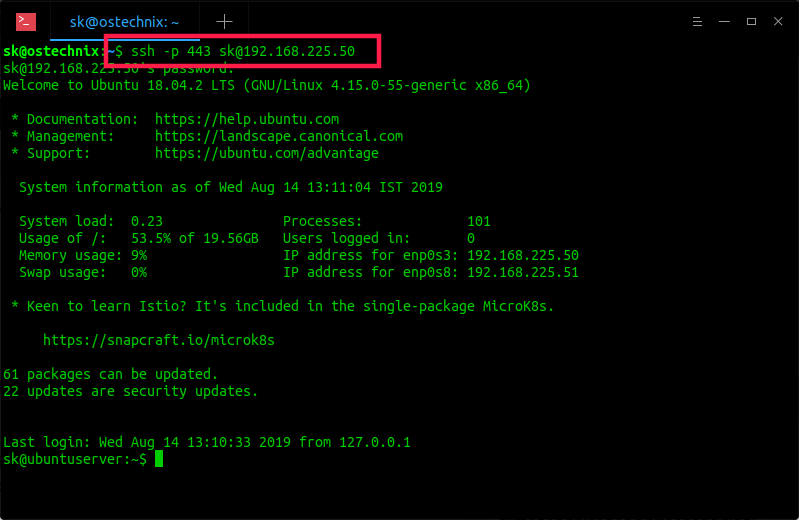 sk@ostechnix: ~
sk@ostechnix:~$ ssh -p 443 sk@192.168.225.50
sk@192.168.225.50's password:
Welcome to Ubuntu 18.04.2 LTS (GNU/Linux 4.15.0-55-generic x86_64)
* Documentation:  https://help.ubuntu.com
* Management:     https://landscape.canonical.com
* Support:        https://ubuntu.com/advantage
System information as of Wed Aug 14 13:11:04 IST 2019
System load:  0.23               Processes:             101
Usage of /:   53.5% of 19.56GB   Users logged in:       0
Memory usage: 9%                 IP address for enp0s3: 192.168.225.50
Swap usage:   0%                 IP address for enp0s8: 192.168.225.51
* Keen to learn Istio? It's included in the single-package MicroK8s.
https://snapcraft.io/microk8s
61 packages can be updated.
22 updates are security updates.
Last login: Wed Aug 14 13:10:33 2019 from 127.0.0.1
sk@ubuntuserver:~$